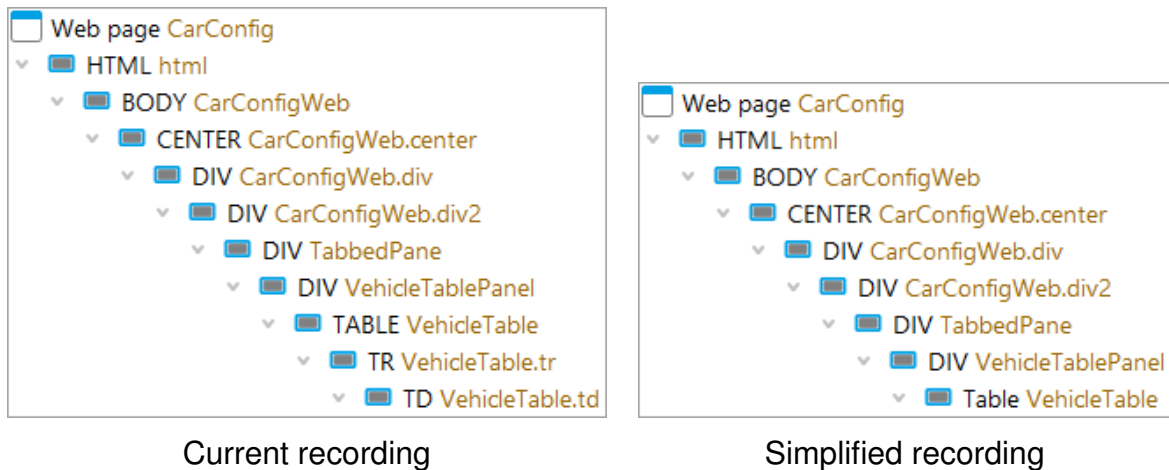 Web page CarConfig
HTML html
BODY CarConfigWeb
CENTER CarConfigWeb.center
DIV CarConfigWeb.div
DIV CarConfigWeb.div2
DIV TabbedPane
DIV VehicleTablePanel
TABLE VehicleTable
TR VehicleTable.tr
TD VehicleTable.td
Current recording
Web page CarConfig
HTML html
BODY CarConfigWeb
CENTER CarConfigWeb.center
DIV CarConfigWeb.div
DIV CarConfigWeb.div2
DIV TabbedPane
DIV VehicleTablePanel
Table VehicleTable
Simplified recording